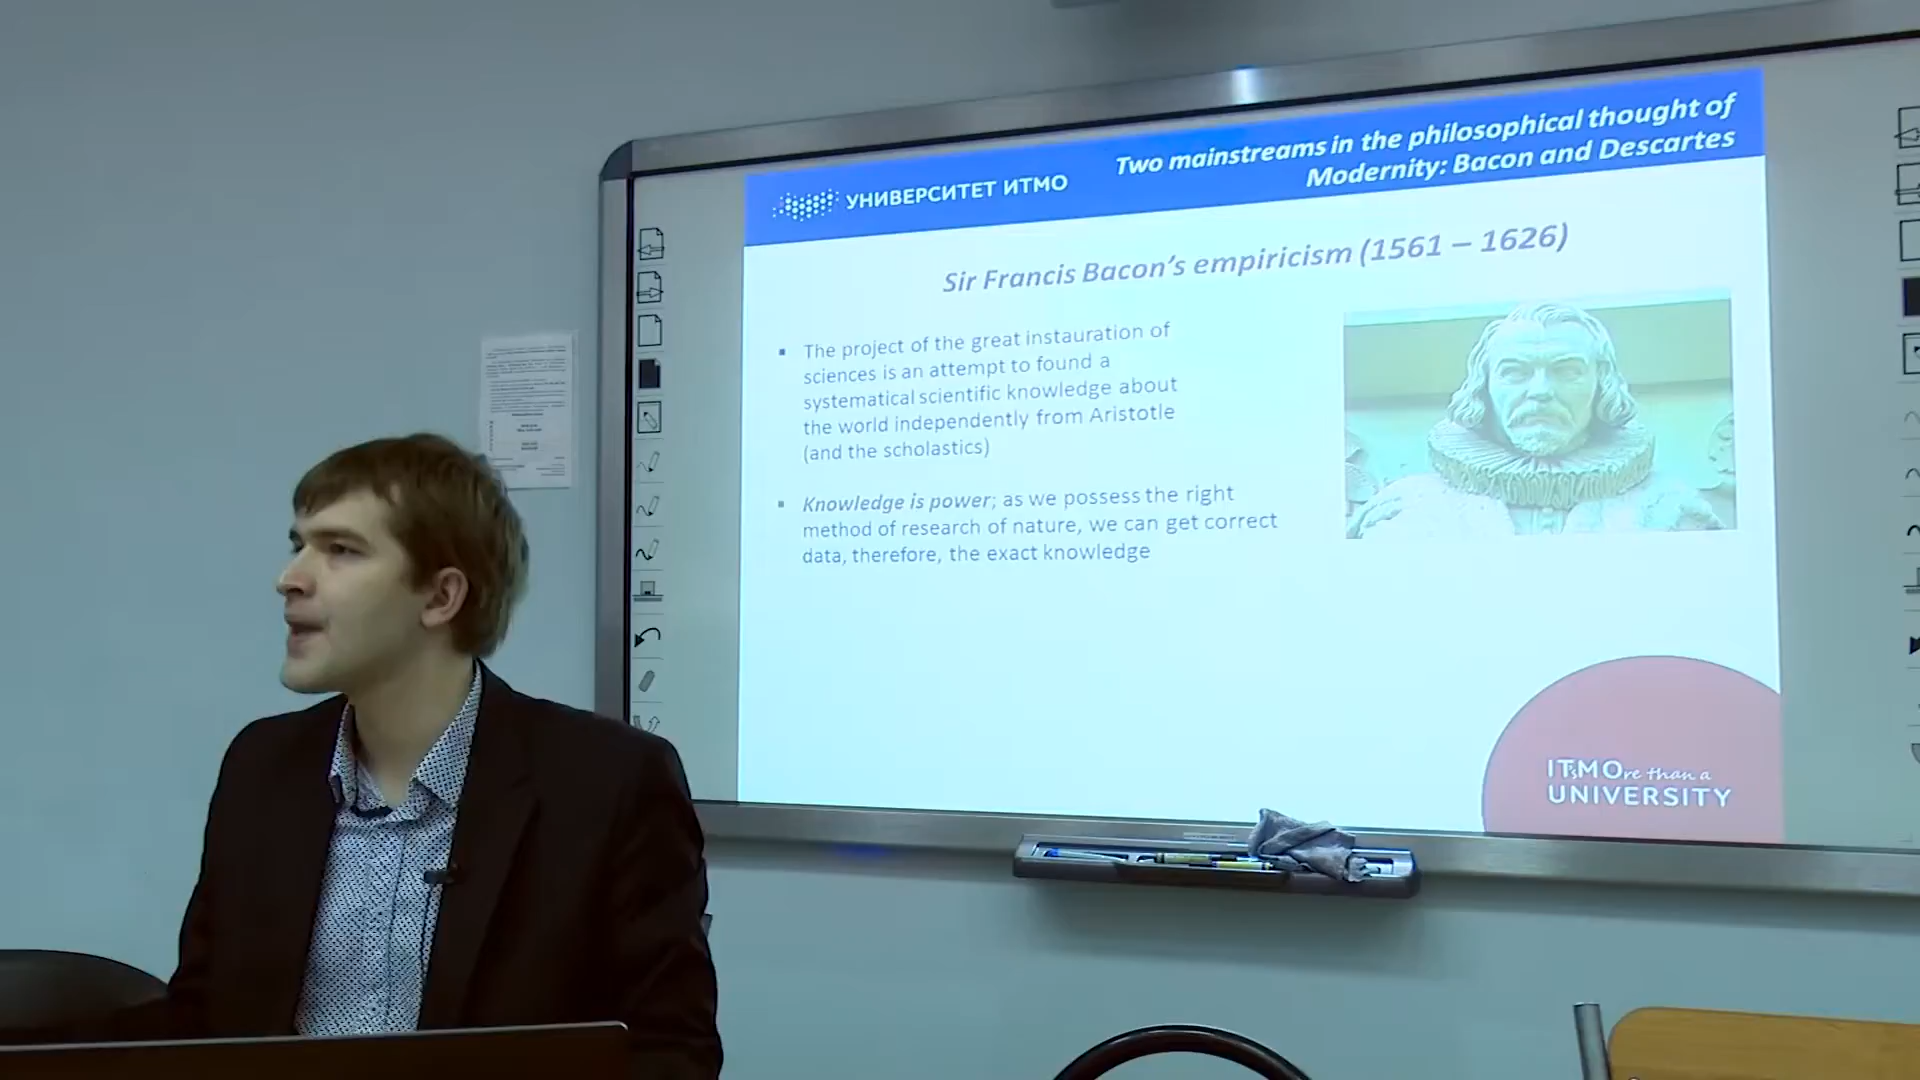 Two mainstreams in the philosophical thought of
Modernity: Bacon and Descartes
УНИВЕРСИТЕТ ИТМО
Sir Francis Bacon's empiricism (1561 – 1626)
▪ The project of the great instauration of
sciences is an attempt to found a
systematical scientific knowledge about
the world independently from Aristotle
(and the scholastics)
▪ Knowledge is power; as we possess the right
method of research of nature, we can get correct
data, therefore, the exact knowledge
IT'sMOre than a
UNIVERSITY